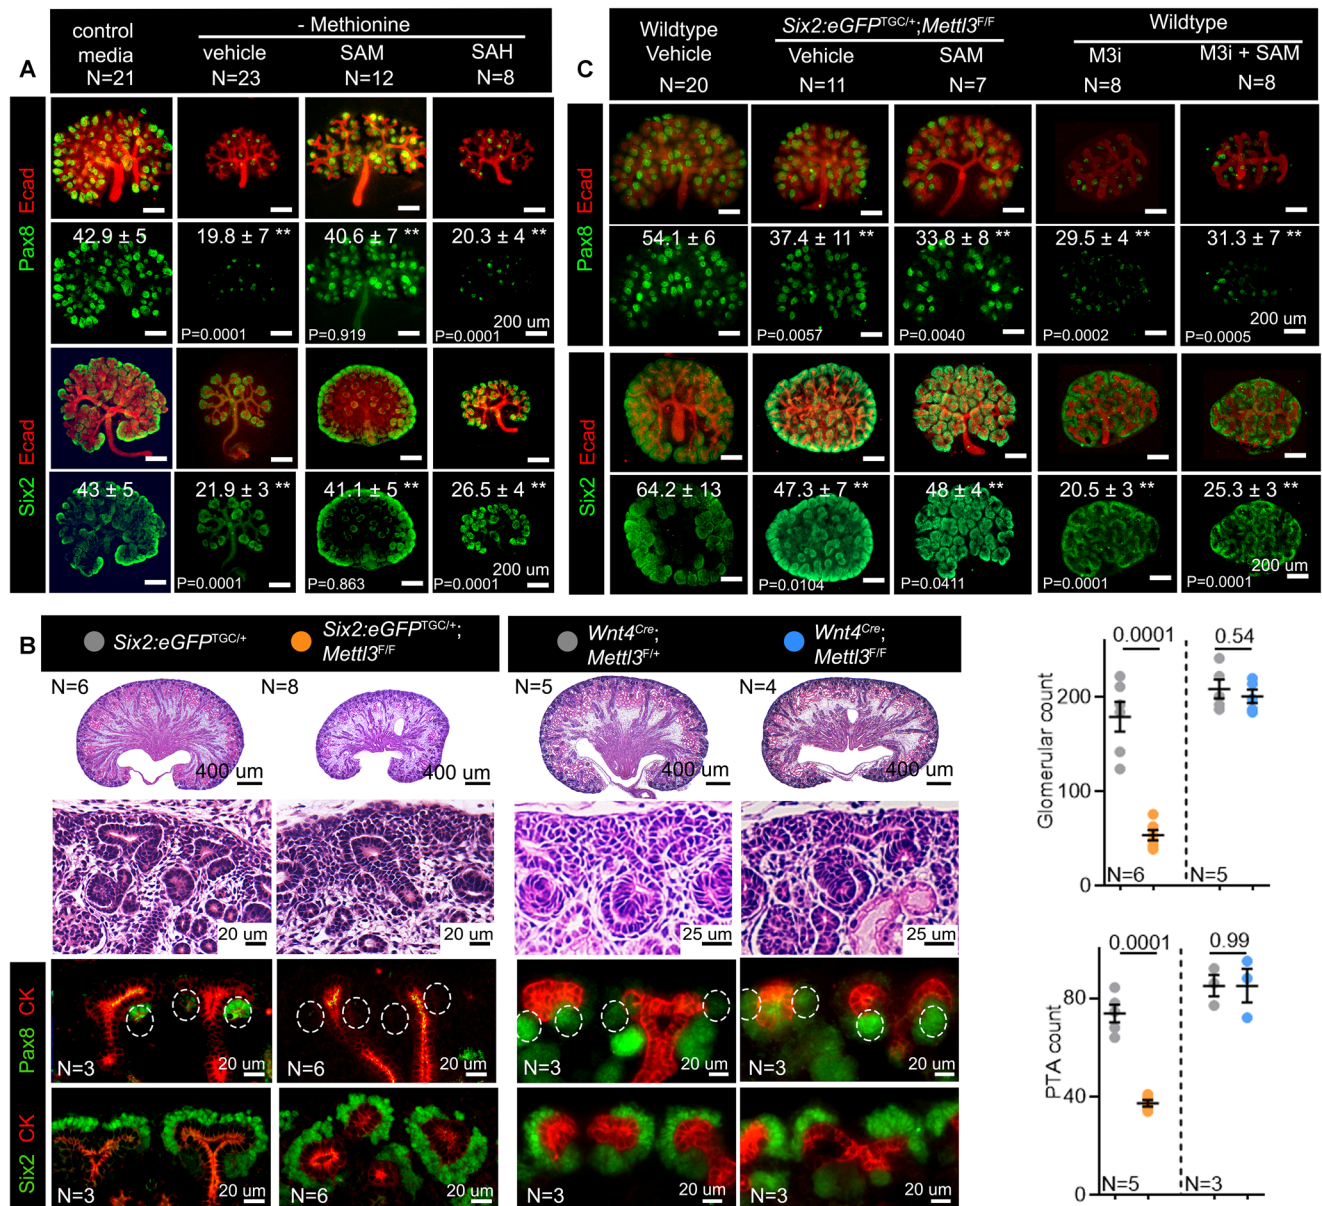 A
control
media
N=21
- Methionine
vehicle
N=23
SAM
N=12
SAH
N=8
Pax8 Ecad
42.9 ± 5
19.8 ± 7 **
40.6 ± 7 **
20.3 ± 4 **
P=0.0001
P=0.919
P=0.0001
200 um
Six2 Ecad
43 ± 5
21.9 ± 3 **
41.1 ± 5 **
26.5 ± 4 **
P=0.0001
P=0.863
P=0.0001
200 um
C
Wildtype
Vehicle
N=20
Six2:eGFPTGC/+;Mettl3F/F
Vehicle
N=11
SAM
N=7
Wildtype
M3i
N=8
M3i + SAM
N=8
Pax8 Ecad
54.1 ± 6
37.4 ± 11 **
33.8 ± 8 **
29.5 ± 4 **
31.3 ± 7 **
P=0.0057
P=0.0040
P=0.0002
P=0.0005
200 um
Six2 Ecad
64.2 ± 13
47.3 ± 7 **
48 ± 4 **
20.5 ± 3 **
25.3 ± 3 **
P=0.0104
P=0.0411
P=0.0001
P=0.0001
200 um
B
Six2:eGFPTGC/+
Six2:eGFPTGC/+;
Mettl3F/F
Wnt4Cre;
Mettl3F/+
Wnt4Cre;
Mettl3F/F
N=6
400 um
N=8
400 um
N=5
400 um
N=4
400 um
20 um
20 um
25 um
25 um
Pax8 CK
N=3
20 um
N=6
20 um
N=3
20 um
N=3
20 um
Six2 CK
N=3
20 um
N=6
20 um
N=3
20 um
N=3
20 um
Glomerular count
0.0001
0.54
200
100
0
N=6
N=5
PTA count
0.0001
0.99
80
40
0
N=5
N=3